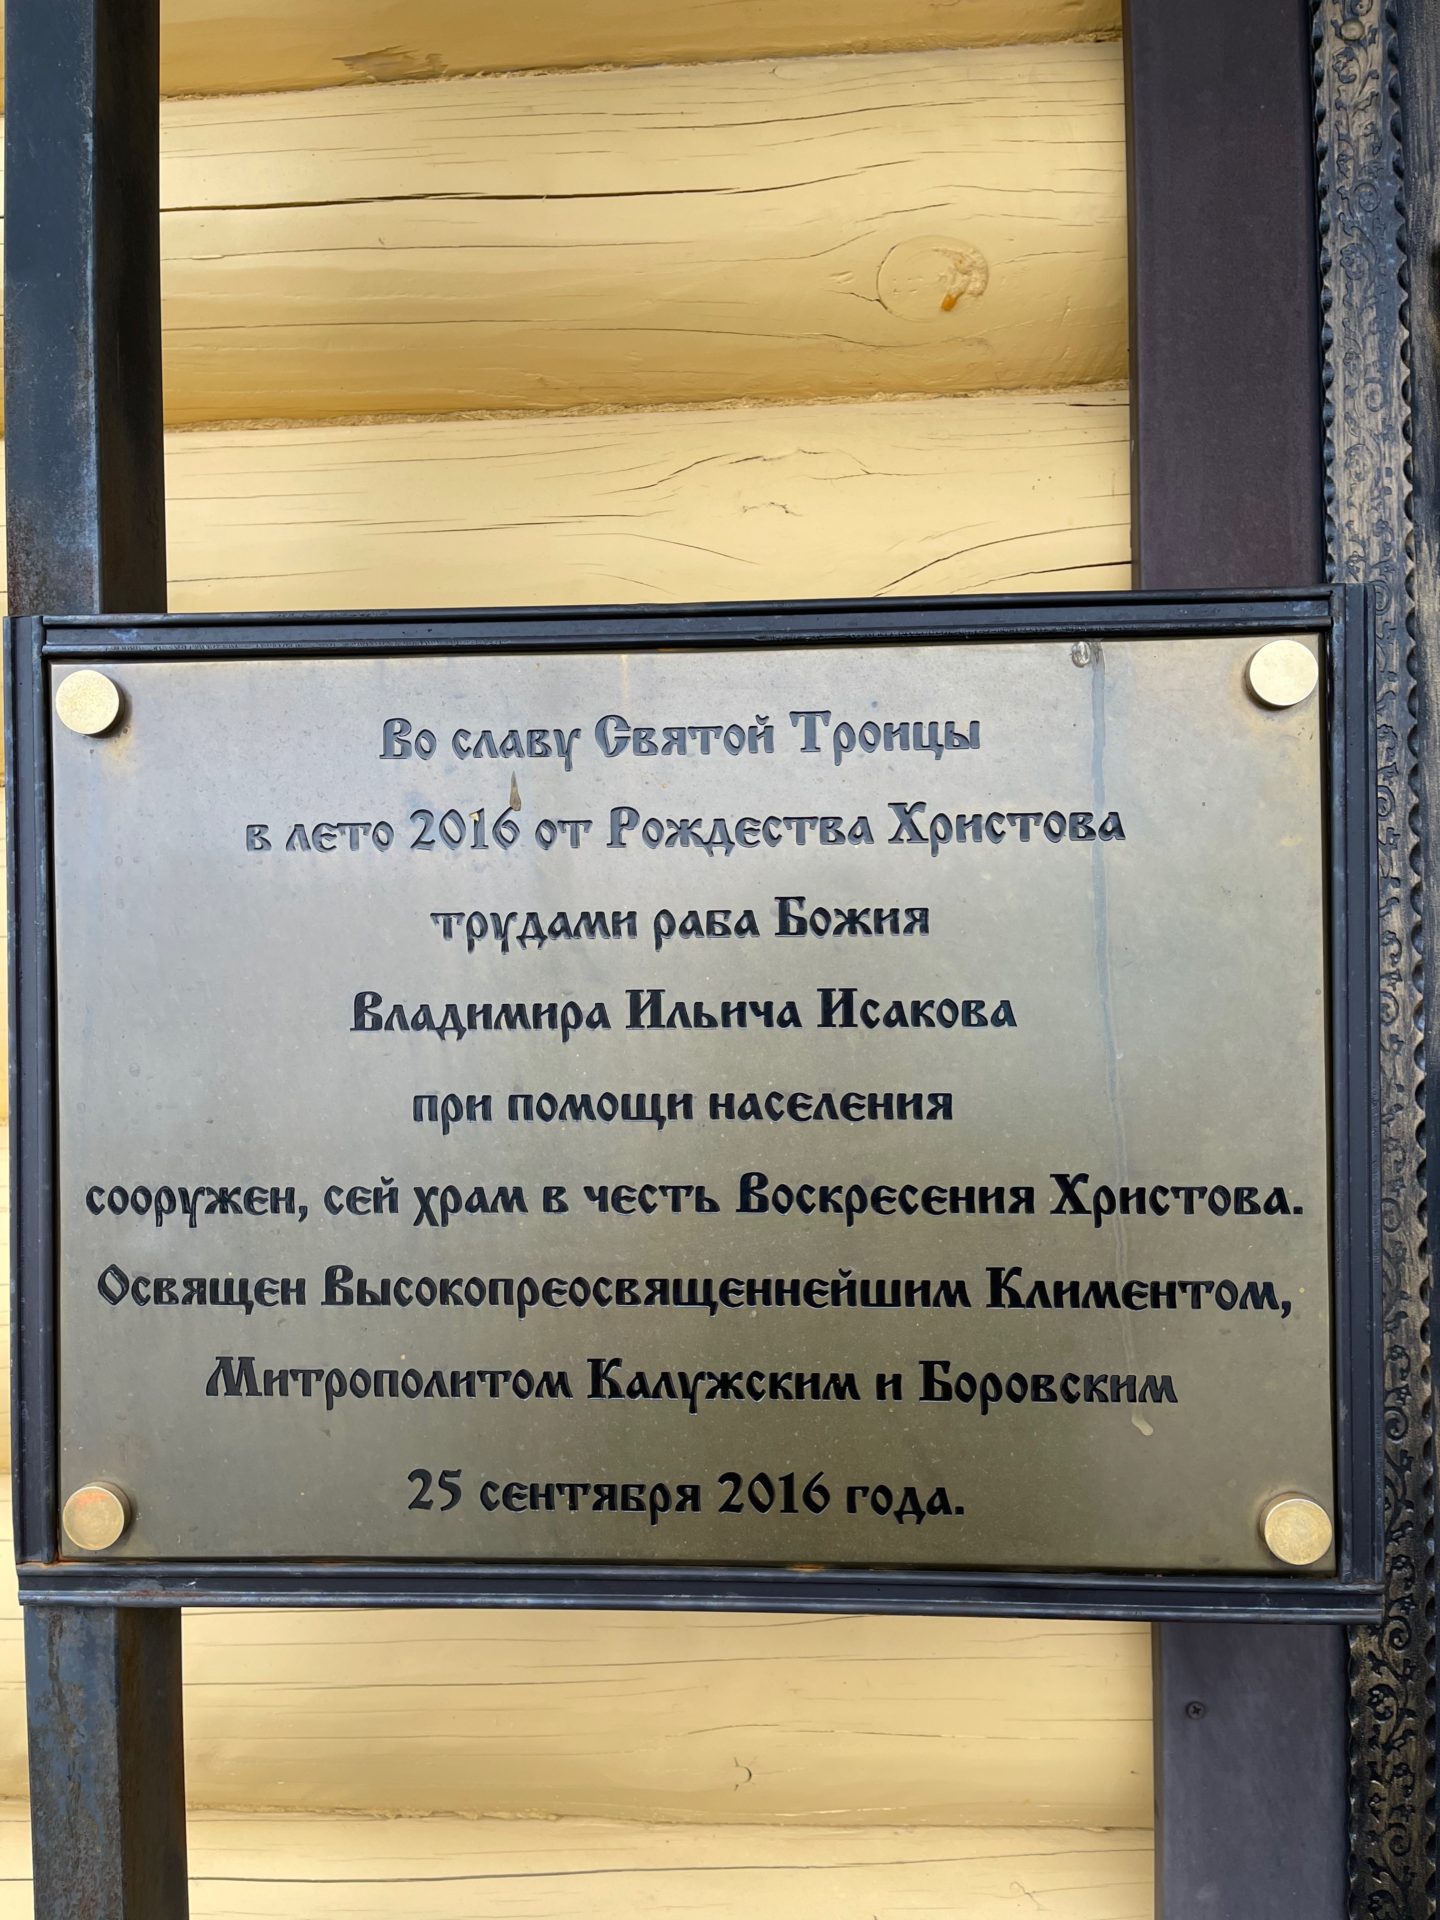 Во славу Святой Троицы
в лето 2016 от Рождества Христова
трудами раба Божия
Владимира Ильича Исакова
при помощи населения
сооружен, сей храм в честь Воскресения Христова.
Освящен Высокопреосвященнейшим Климентом,
Митрополитом Калужским и Боровским
25 сентября 2016 года.